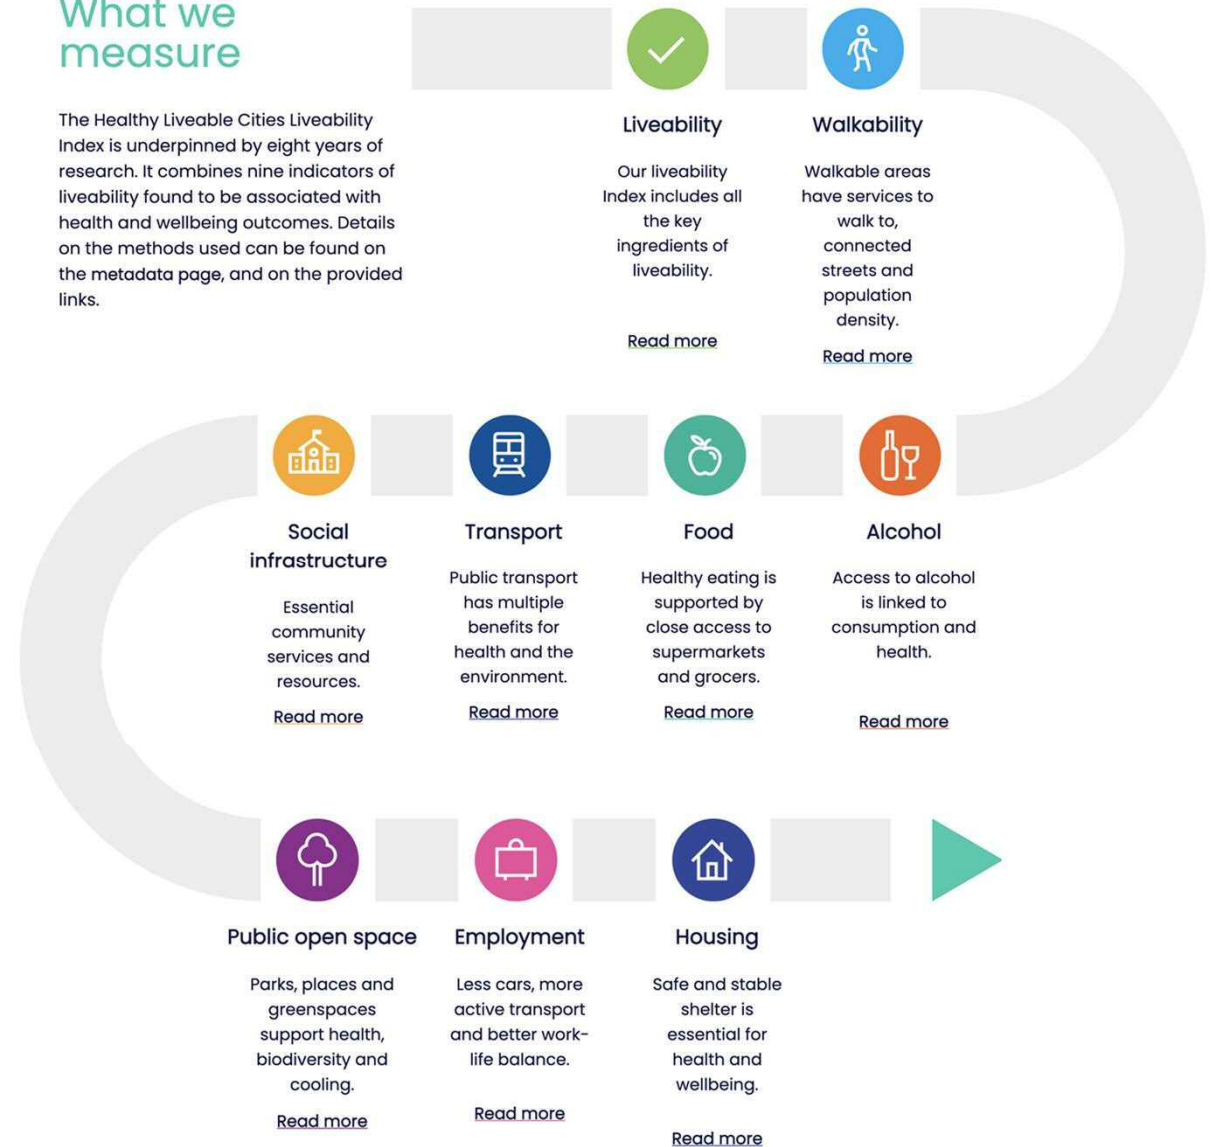 What we
measure
The Healthy Liveable Cities Liveability
Index is underpinned by eight years of
research. It combines nine indicators of
liveability found to be associated with
health and wellbeing outcomes. Details
on the methods used can be found on
the metadata page, and on the provided
links.
Liveability
Our liveability
Index includes all
the key
ingredients of
liveability.
Read more
Walkability
Walkable areas
have services to
walk to,
connected
streets and
population
density.
Read more
Social
infrastructure
Essential
community
services and
resources.
Read more
Transport
Public transport
has multiple
benefits for
health and the
environment.
Read more
Food
Healthy eating is
supported by
close access to
supermarkets
and grocers.
Read more
Alcohol
Access to alcohol
is linked to
consumption and
health.
Read more
Public open space
Parks, places and
greenspaces
support health,
biodiversity and
cooling.
Read more
Employment
Less cars, more
active transport
and better work-
life balance.
Read more
Housing
Safe and stable
shelter is
essential for
health and
wellbeing.
Read more